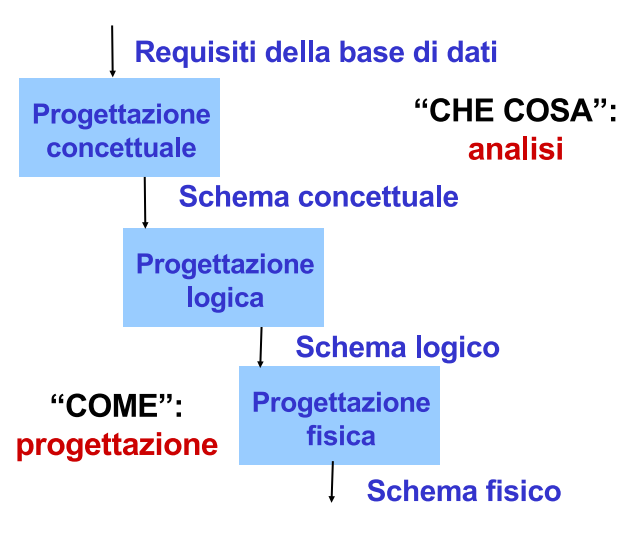 Requisiti della base di dati
Progettazione
concettuale
“CHE COSA”:
analisi
Schema concettuale
Progettazione
logica
Schema logico
“COME”:
progettazione
Progettazione
fisica
Schema fisico